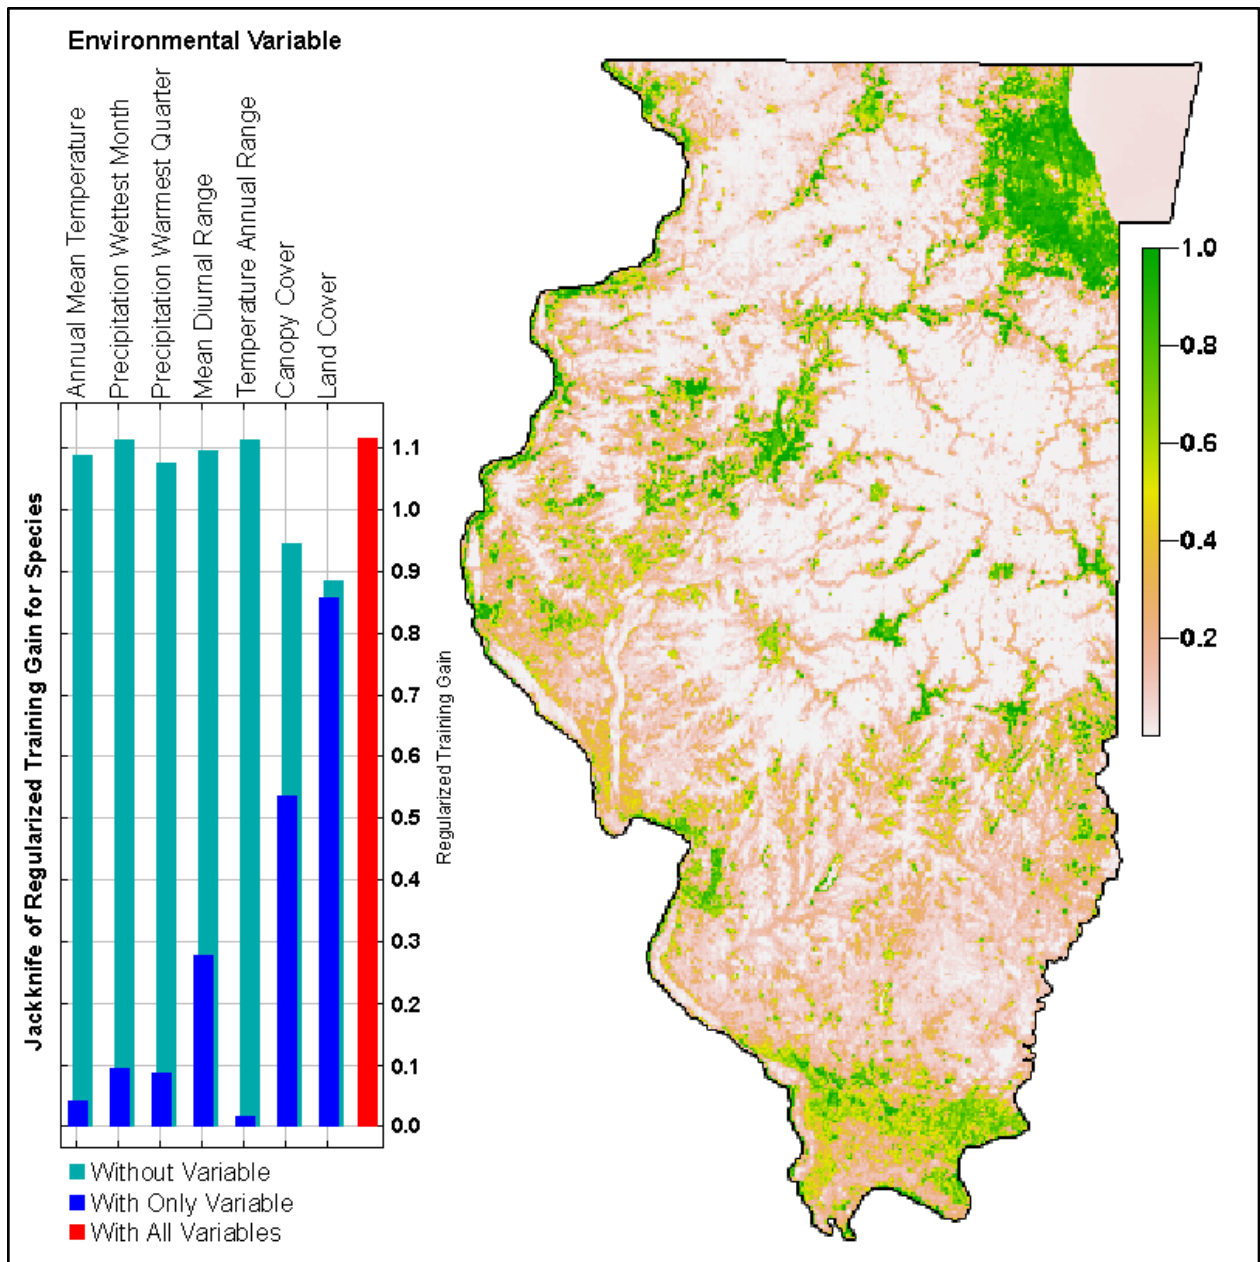 Environmental Variable
Annual Mean Temperature
Precipitation Wettest Month
Precipitation Warmest Quarter
Mean Diurnal Range
Temperature Annual Range
Canopy Cover
Land Cover
Jackknife of Regularized Training Gain for Species
1.1
1.0
0.9
0.8
0.7
0.6
0.5
0.4
0.3
0.2
0.1
0.0
Regularized Training Gain
Without Variable
With Only Variable
With All Variables
1.0
0.8
0.6
0.4
0.2